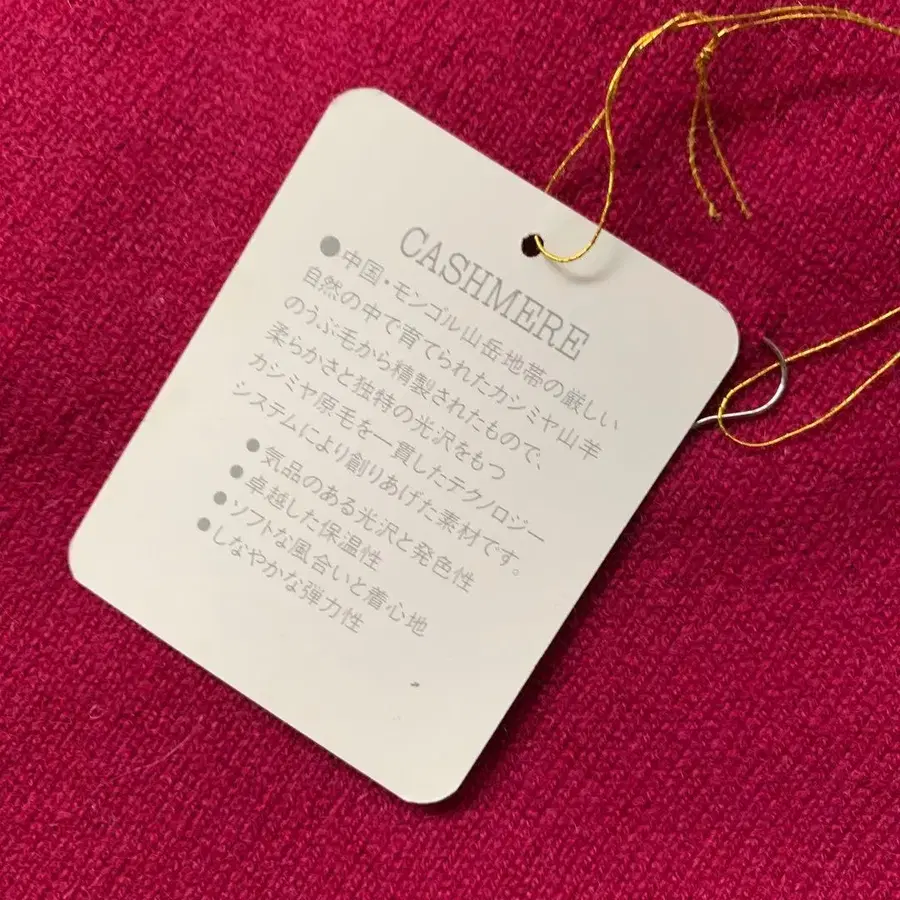 CASHMERE
●中国・モンゴル山岳地帯の厳しい
自然の中で育てられたカシミヤ山羊
のうぶ毛から精製されたもので、
柔らかさと独特の光沢をもつ
カシミヤ原毛を一貫したテクノロジー
システムにより創りあげた素材です。
●気品のある光沢と発色性
●卓越した保温性
●ソフトな風合いと着心地
●しなやかな弾力性